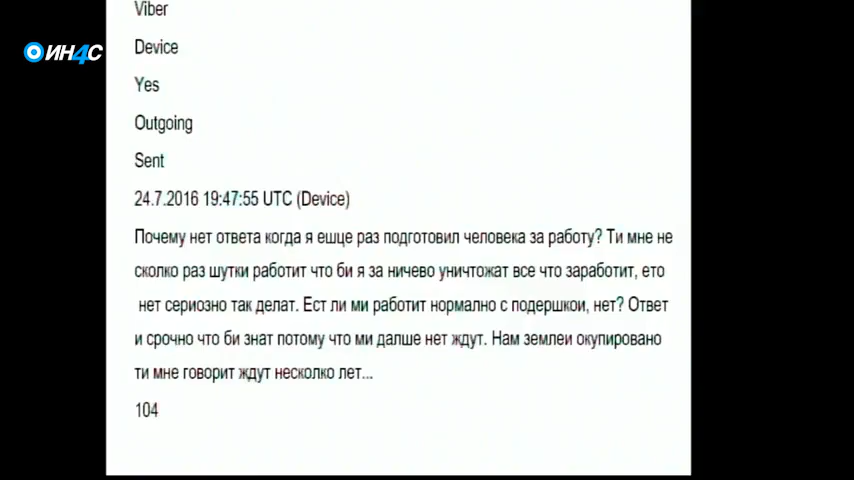 Viber
ИН4С
Device
Yes
Outgoing
Sent
24.7.2016 19:47:55 UTC (Device)
Почему нет ответа когда я ешце раз подготовил человека за работу? Ти мне не
сколко раз шутки работит что би я за ничево уничтожат все что заработит, ето
нет сериозно так делат. Ест ли ми работит нормално с подершкои, нет? Ответ
и срочно что би знат потому что ми далше нет ждут. Нам землеи окупировано
ти мне говорит ждут несколко лет...
104